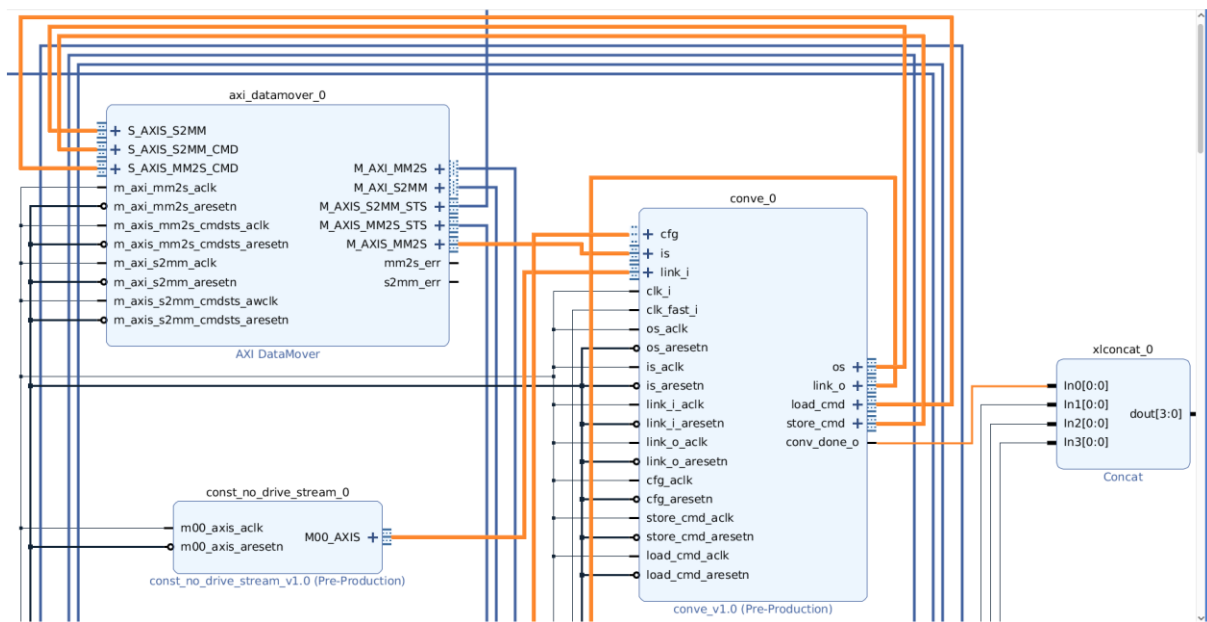 axi_datamover_0
S_AXIS_S2MM
S_AXIS_S2MM_CMD
S_AXIS_MM2S_CMD
m_axi_mm2s_aclk
m_axi_mm2s_aresetn
m_axis_mm2s_cmdsts_aclk
m_axis_mm2s_cmdsts_aresetn
m_axi_s2mm_aclk
m_axi_s2mm_aresetn
m_axis_s2mm_cmdsts_awclk
m_axis_s2mm_cmdsts_aresetn
M_AXI_MM2S
M_AXI_S2MM
M_AXIS_S2MM_STS
M_AXIS_MM2S_STS
M_AXIS_MM2S
mm2s_err
s2mm_err
AXI DataMover
const_no_drive_stream_0
m00_axis_aclk
m00_axis_aresetn
M00_AXIS
const_no_drive_stream_v1.0 (Pre-Production)
conve_0
cfg
is
link_i
clk_i
clk_fast_i
os_aclk
os_aresetn
is_aclk
is_aresetn
link_i_aclk
link_i_aresetn
link_o_aclk
link_o_aresetn
cfg_aclk
cfg_aresetn
store_cmd_aclk
store_cmd_aresetn
load_cmd_aclk
load_cmd_aresetn
os
link_o
load_cmd
store_cmd
conv_done_o
conve_v1.0 (Pre-Production)
xlconcat_0
In0[0:0]
In1[0:0]
In2[0:0]
In3[0:0]
dout[3:0]
Concat